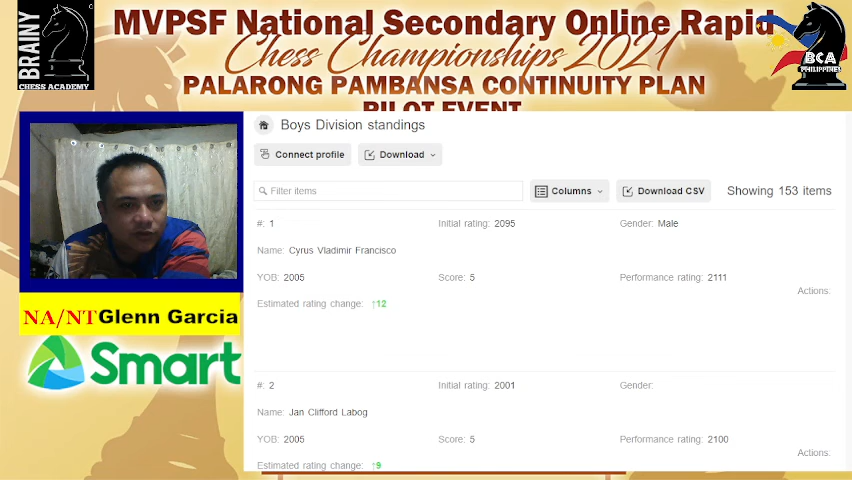 BRAINY
CHESS ACADEMY
MVPSF National Secondary Online Rapid
Chess Championships 2021
PALARONG PAMBANSA CONTINUITY PLAN
PILOT EVENT
BCA
PHILIPPINES
Boys Division standings
Connect profile
Download
Filter items
Columns
Download CSV
Showing 153 items
#: 1
Initial rating: 2095
Gender: Male
Name: Cyrus Vladimir Francisco
YOB: 2005
Score: 5
Performance rating: 2111
Actions:
Estimated rating change: ↑12
#: 2
Initial rating: 2001
Gender:
Name: Jan Clifford Labog
YOB: 2005
Score: 5
Performance rating: 2100
Actions:
Estimated rating change: ↑9
NA/NT Glenn Garcia
Smart